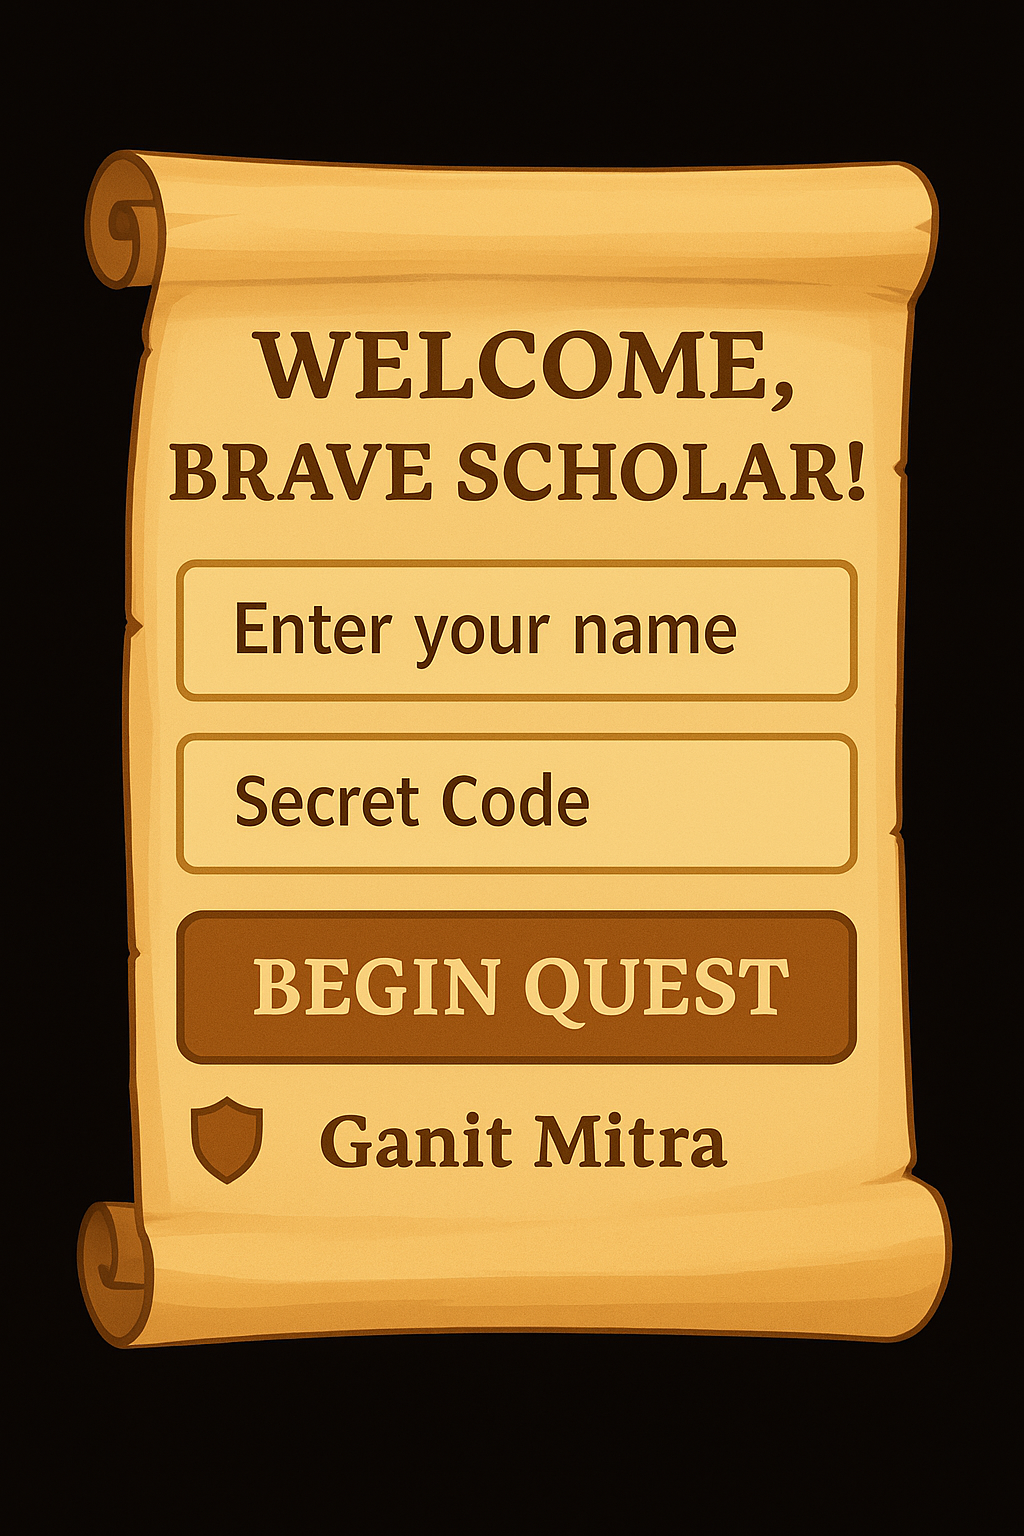 WELCOME,
BRAVE SCHOLAR!
Enter your name
Secret Code
BEGIN QUEST
Ganit Mitra